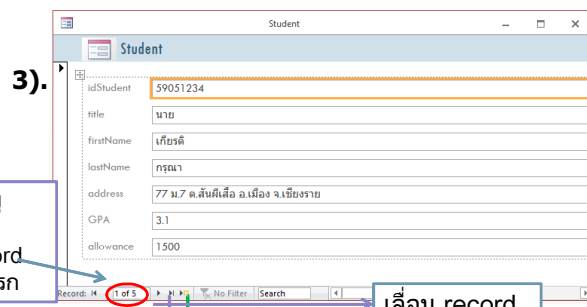 Student
Student
3).
idStudent 59051234
title นาย
firstName เกียรติ
lastName กรุณา
address 77 ม.7 ต.สันผีเสื้อ อ.เมือง จ.เชียงราย
GPA 3.1
allowance 1500
Record: 1 of 5 No Filter Search
เลื่อน record